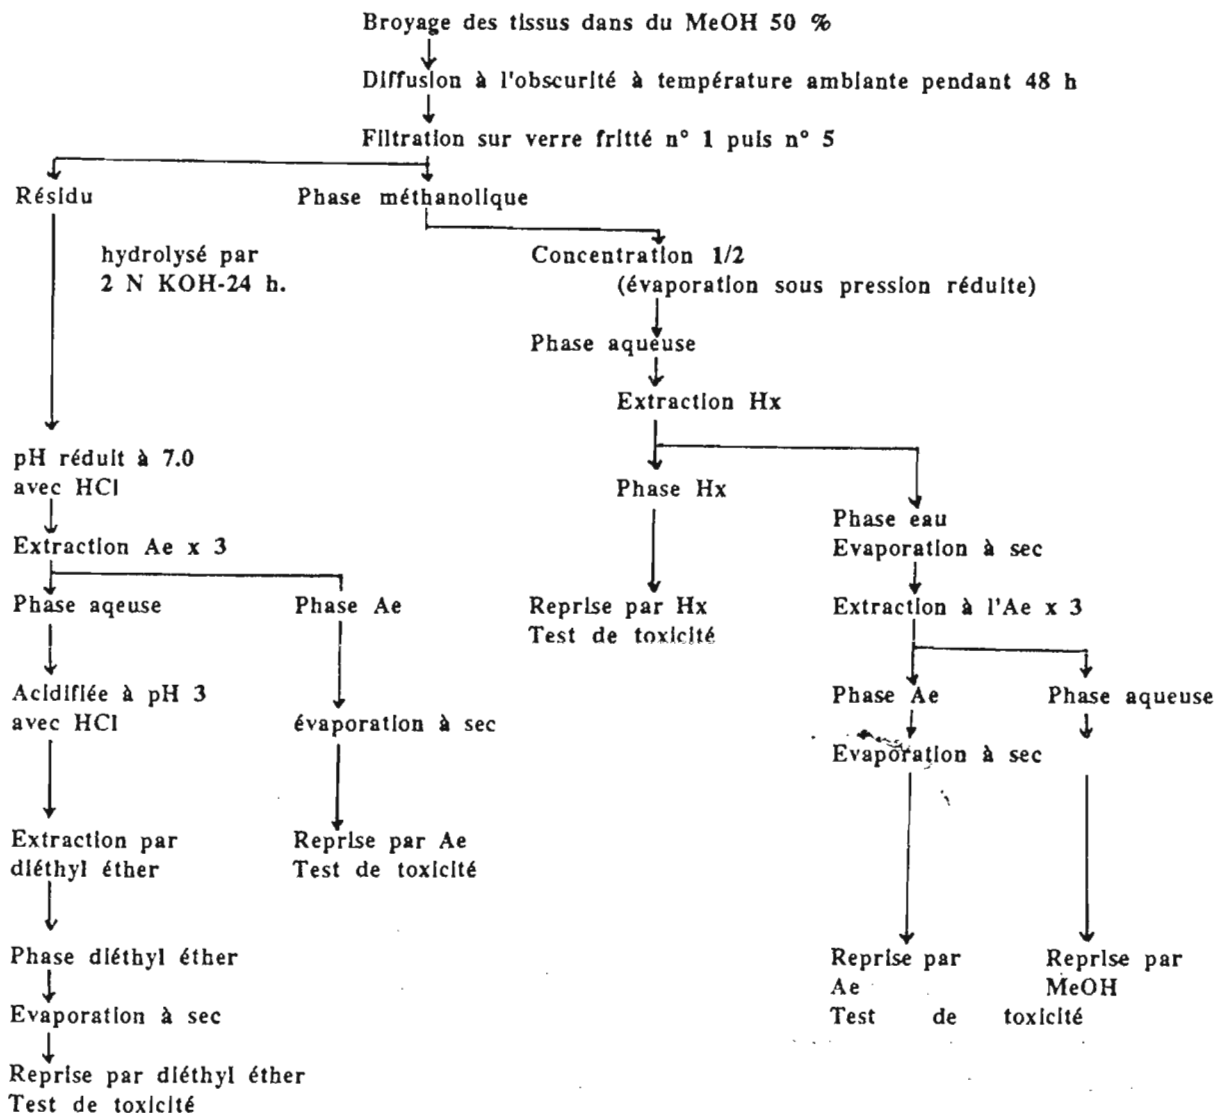 Broyage des tissus dans du MeOH 50 %
Diffusion à l'obscurité à température ambiante pendant 48 h
Filtration sur verre fritté n° 1 puis n° 5
Résidu
Phase méthanolique
hydrolysé par
2 N KOH-24 h.
Concentration 1/2
(évaporation sous pression réduite)
Phase aqueuse
Extraction Hx
pH réduit à 7.0
avec HCl
Phase Hx
Phase eau
Evaporation à sec
Extraction Ae x 3
Phase aqeuse
Phase Ae
Reprise par Hx
Test de toxicité
Extraction à l'Ae x 3
Acidifiée à pH 3
avec HCl
évaporation à sec
Phase Ae
Phase aqueuse
Evaporation à sec
Extraction par
diéthyl éther
Reprise par Ae
Test de toxicité
Phase diéthyl éther
Reprise par
Ae
Reprise par
MeOH
Test de toxicité
Evaporation à sec
Reprise par diéthyl éther
Test de toxicité